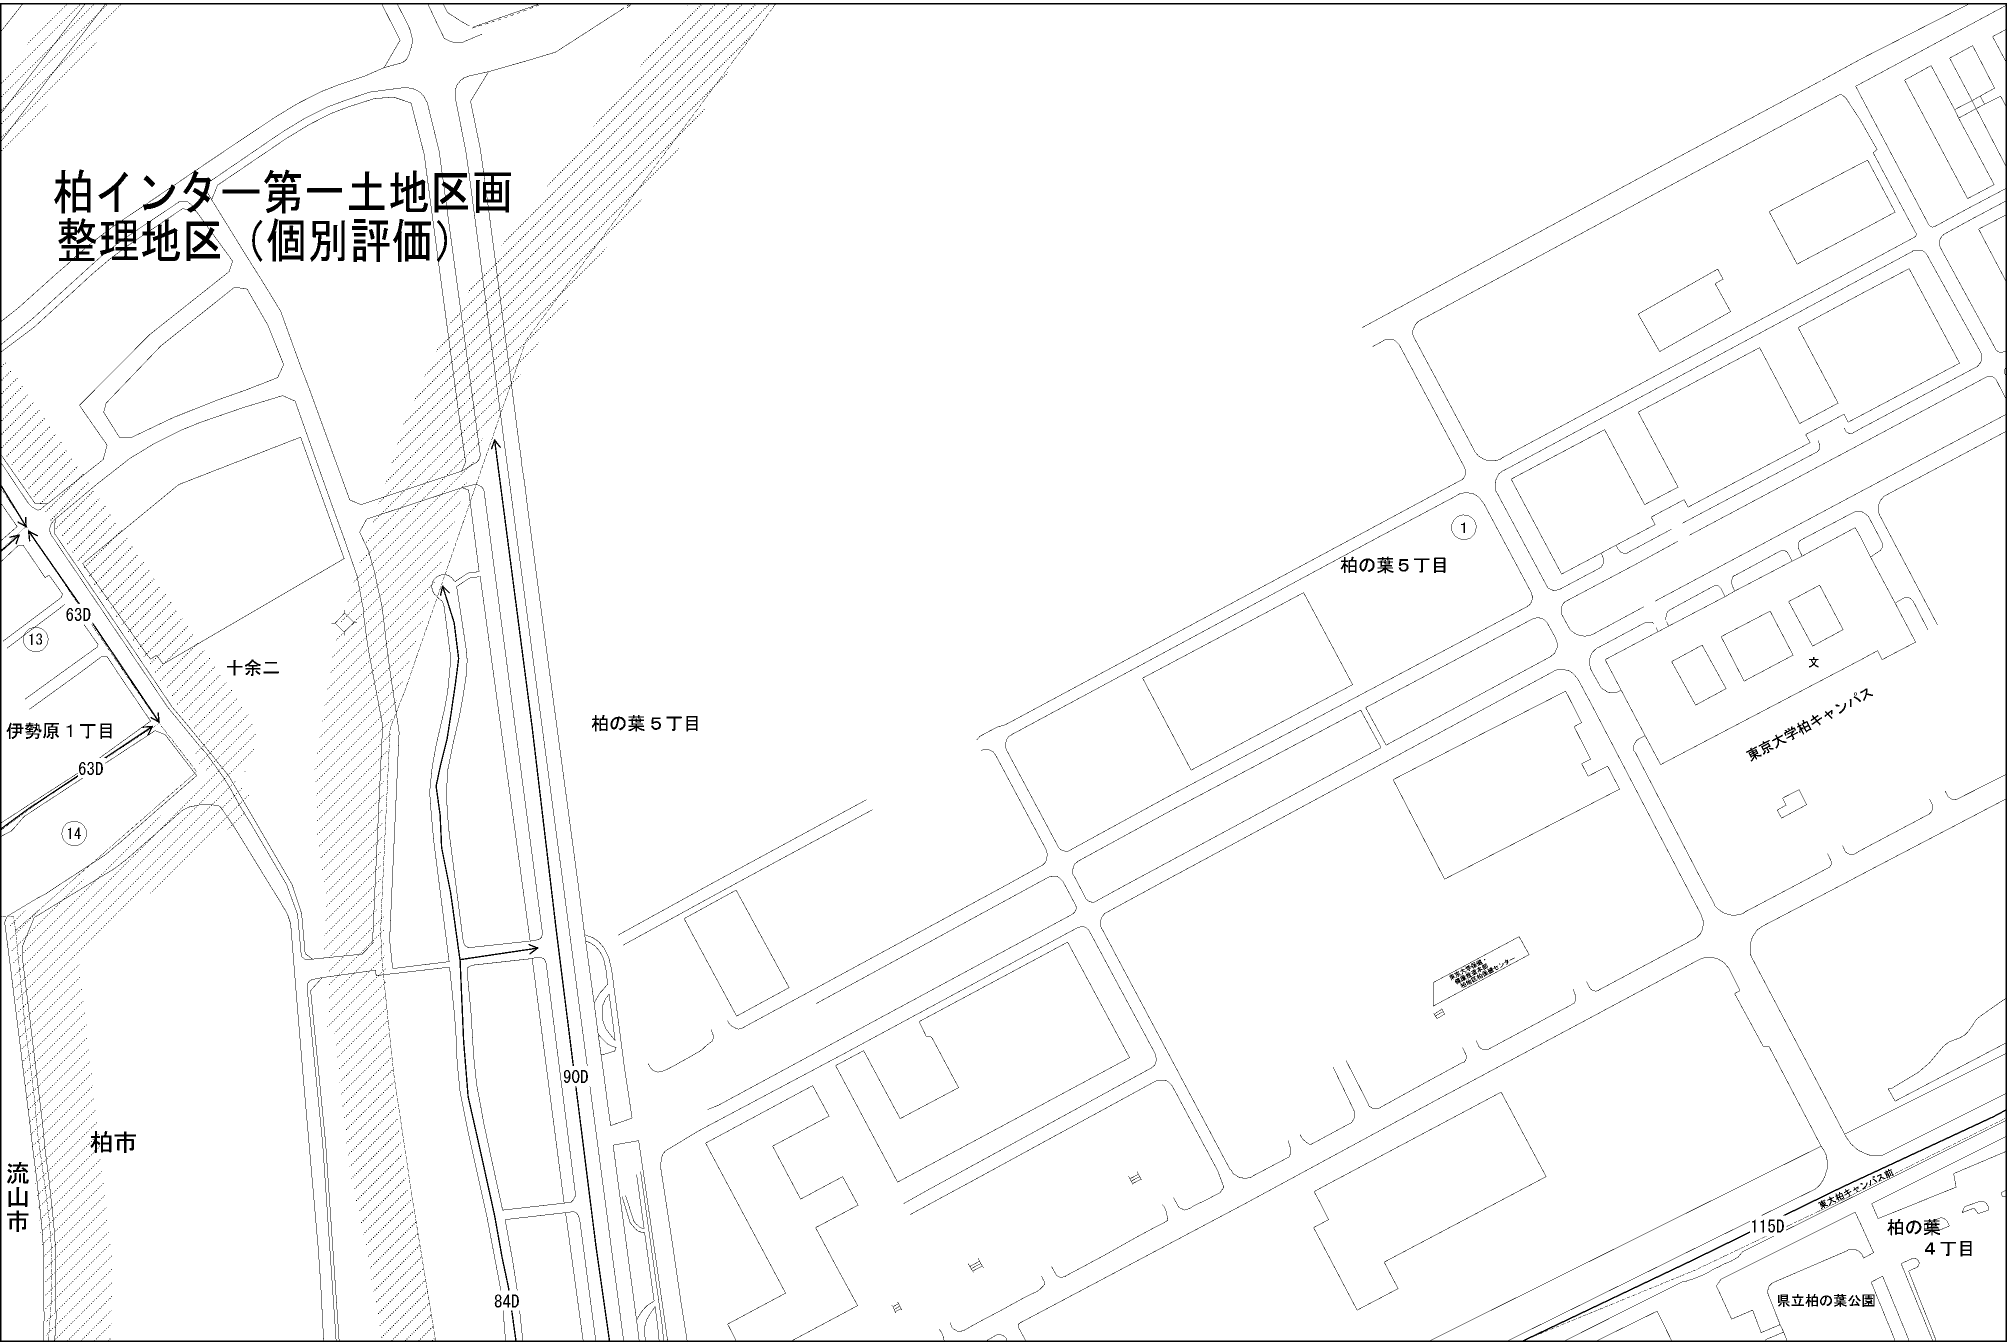 柏インター第一土地区画
整理地区（個別評価）
1
柏の葉５丁目
63D
13
十余二
文
伊勢原１丁目
柏の葉５丁目
東京大学柏キャンパス
63D
14
90D
柏市
流山市
東大柏キャンパス前
115D
柏の葉
４丁目
84D
県立柏の葉公園